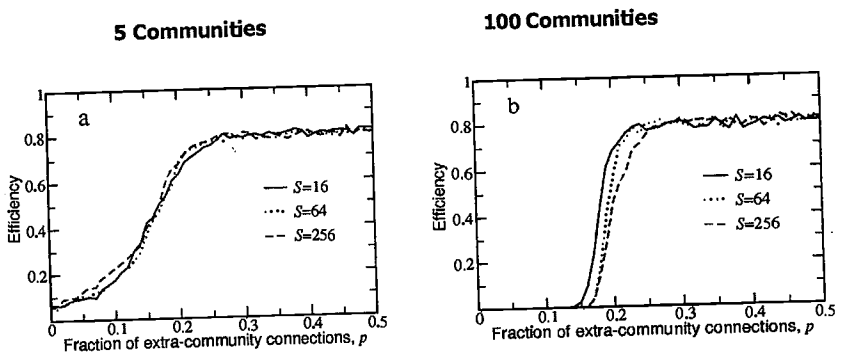 5 Communities
100 Communities
a
1
0.8
0.6
0.4
0.2
Efficiency
S=16
S=64
S=256
0 0.1 0.2 0.3 0.4 0.5
Fraction of extra-community connections, p
b
1
0.8
0.6
0.4
0.2
Efficiency
S=16
S=64
S=256
0 0.1 0.2 0.3 0.4 0.5
Fraction of extra-community connections, p